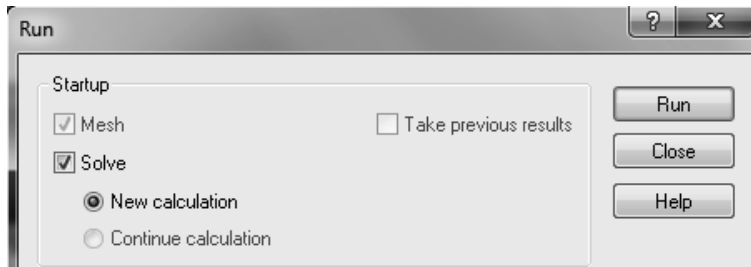 Run
? X
Startup
Mesh
Take previous results
Run
Solve
Close
New calculation
Help
Continue calculation